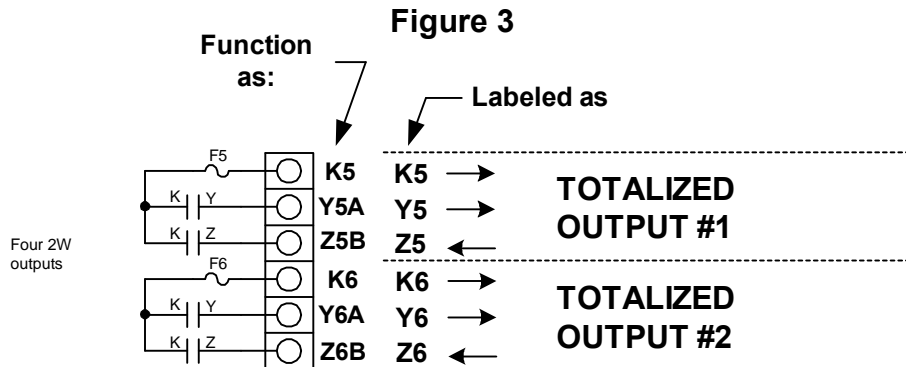 Figure 3
Function
as:
Labeled as
F5
K5 K5
K Y
Y5A Y5
K Z
Z5B Z5
TOTALIZED
OUTPUT #1
Four 2W
outputs
F6
K6 K6
K Y
Y6A Y6
K Z
Z6B Z6
TOTALIZED
OUTPUT #2